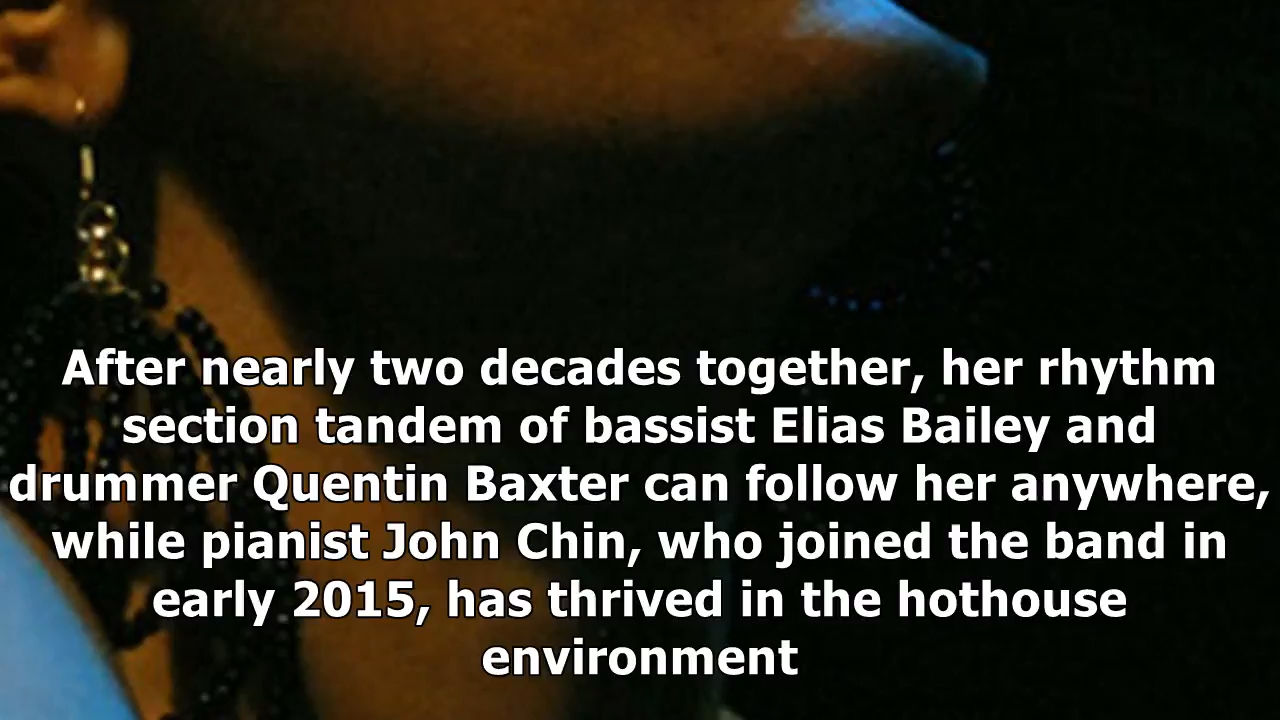 After nearly two decades together, her rhythm
section tandem of bassist Elias Bailey and
drummer Quentin Baxter can follow her anywhere,
while pianist John Chin, who joined the band in
early 2015, has thrived in the hothouse
environment